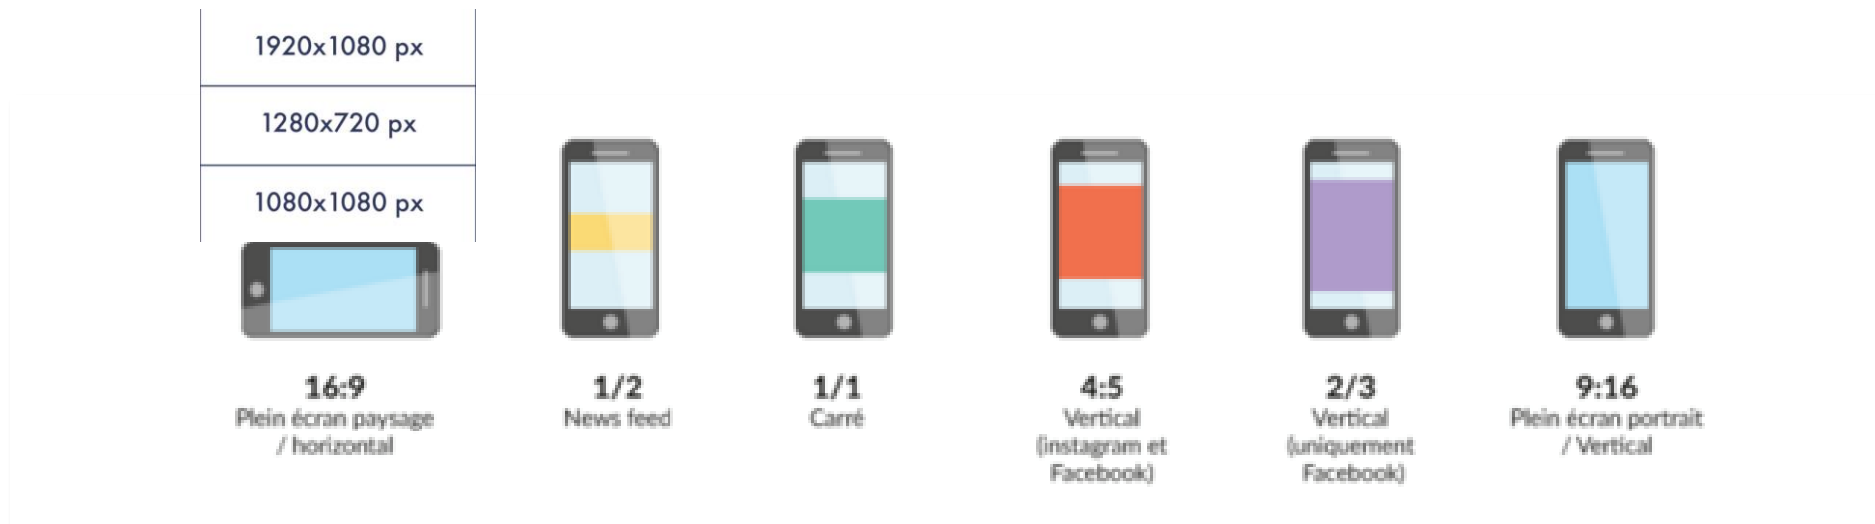 1920x1080 px
1280x720 px
1080x1080 px
16:9
Plein écran paysage
/ horizontal
1/2
News feed
1/1
Carré
4:5
Vertical
(instagram et
Facebook)
2/3
Vertical
(uniquement
Facebook)
9:16
Plein écran portrait
/ Vertical